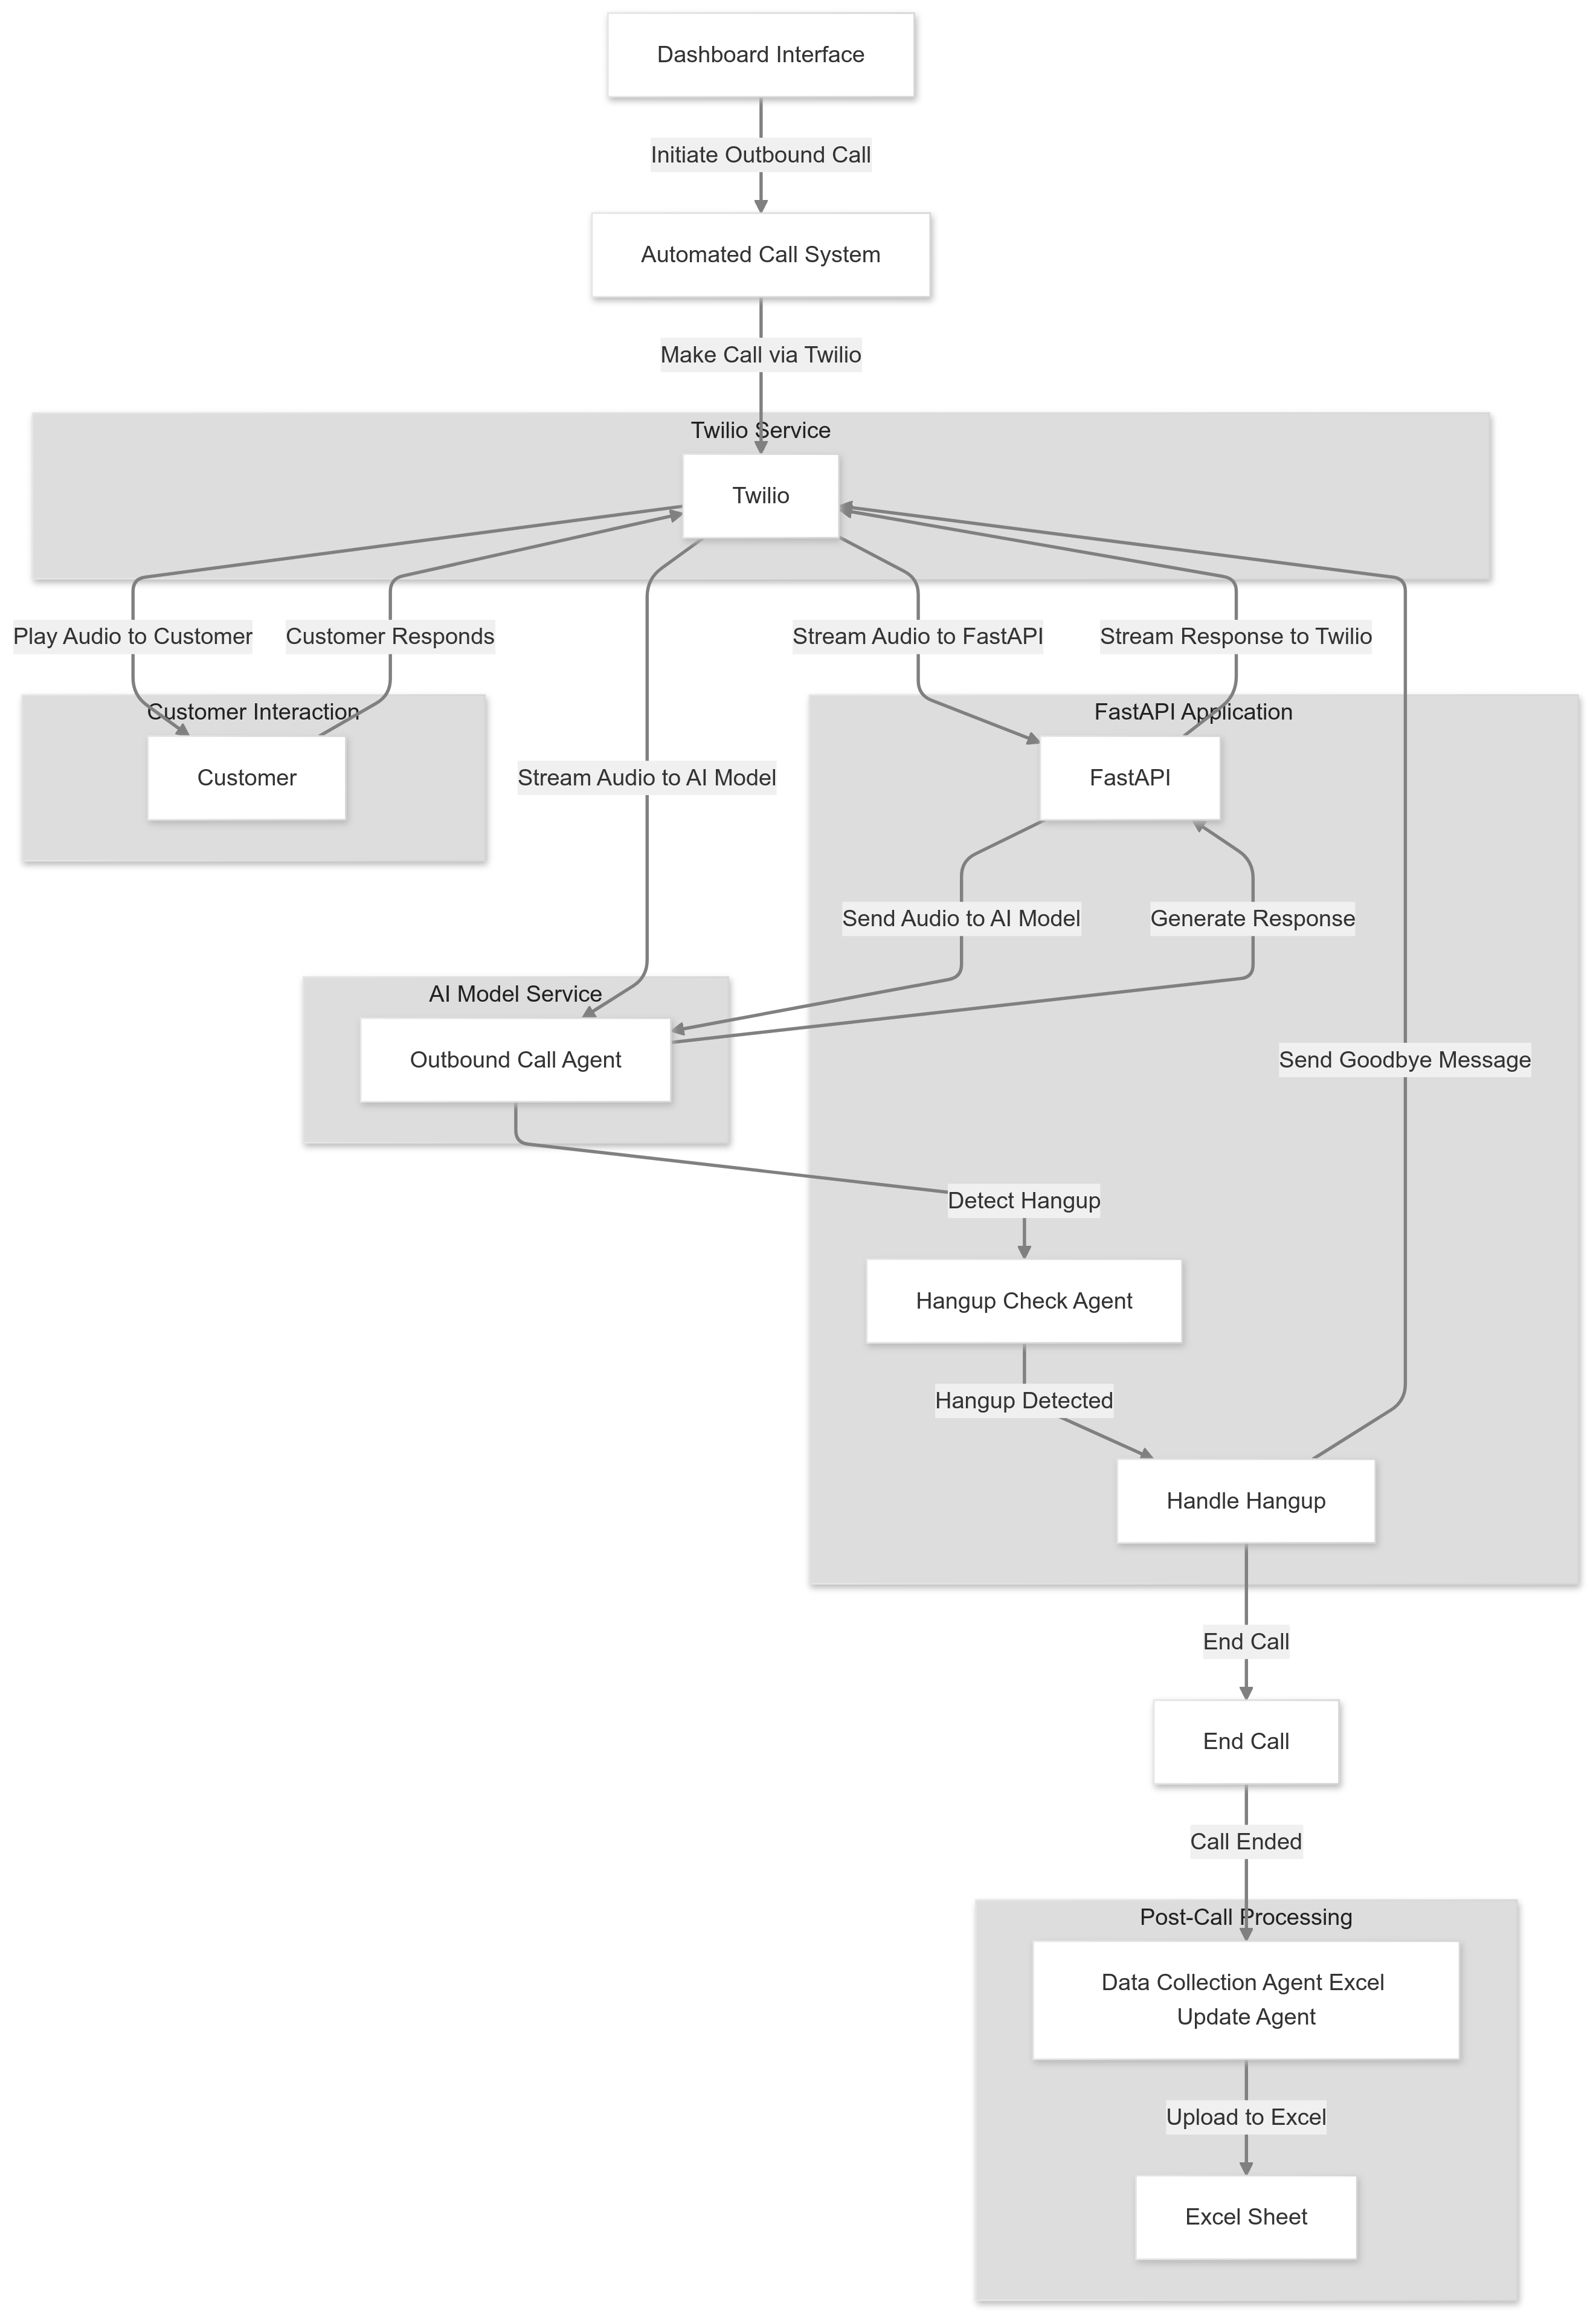 Dashboard Interface
Initiate Outbound Call
Automated Call System
Make Call via Twilio
Twilio Service
Twilio
Play Audio to Customer
Customer Responds
Stream Audio to FastAPI
Stream Response to Twilio
Customer Interaction
FastAPI Application
Customer
Stream Audio to AI Model
FastAPI
Send Audio to AI Model
Generate Response
AI Model Service
Outbound Call Agent
Send Goodbye Message
Detect Hangup
Hangup Check Agent
Hangup Detected
Handle Hangup
End Call
End Call
Call Ended
Post-Call Processing
Data Collection Agent Excel
Update Agent
Upload to Excel
Excel Sheet